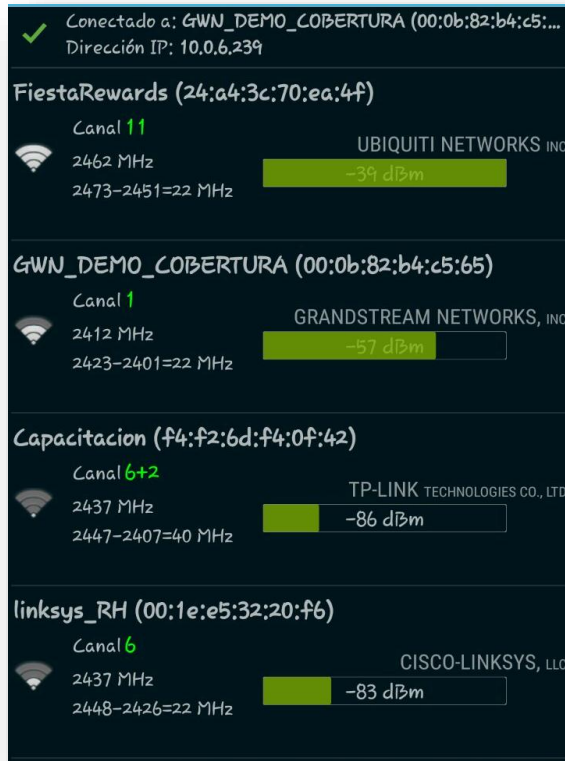 Conectado a: GWN_DEMO_COBERTURA (00:0b:82:b4:c5:...
Dirección IP: 10.0.6.239
FiestaRewards (24:a4:3c:70:ea:4f)
Canal 11
UBIQUITI NETWORKS INC
2462 MHz
-39 dBm
2473-2451=22 MHz
GWN_DEMO_COBERTURA (00:0b:82:b4:c5:65)
Canal 1
GRANDSTREAM NETWORKS, INC
2412 MHz
-57 dBm
2423-2401=22 MHz
Capacitacion (f4:f2:6d:f4:0f:42)
Canal 6+2
TP-LINK TECHNOLOGIES CO., LTD
2437 MHz
-86 dBm
2447-2407=40 MHz
linksys_RH (00:1e:e5:32:20:f6)
Canal 6
CISCO-LINKSYS, LLC
2437 MHz
-83 dBm
2448-2426=22 MHz